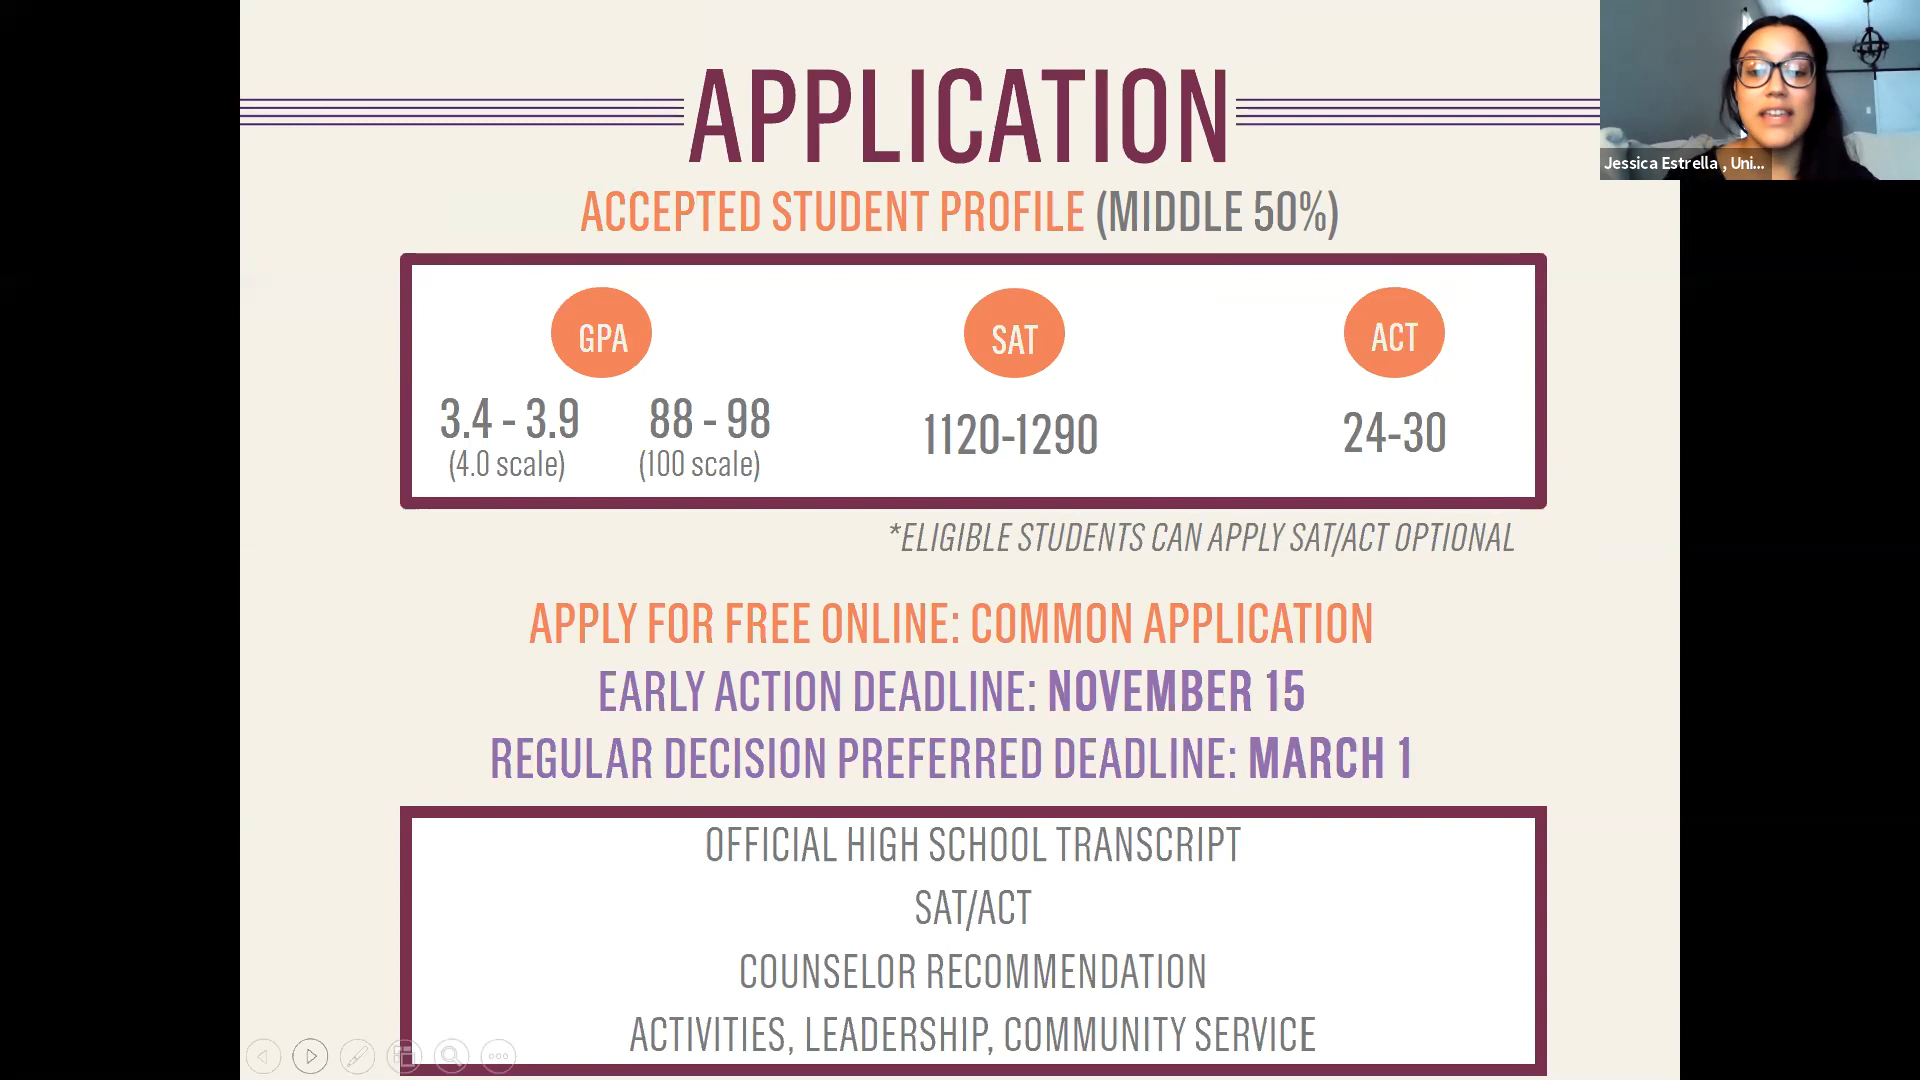 APPLICATION
ACCEPTED STUDENT PROFILE (MIDDLE 50%)
GPA
SAT
ACT
3.4 - 3.9
88 - 98
1120-1290
24-30
(4.0 scale)
(100 scale)
*ELIGIBLE STUDENTS CAN APPLY SAT/ACT OPTIONAL
APPLY FOR FREE ONLINE: COMMON APPLICATION
EARLY ACTION DEADLINE: NOVEMBER 15
REGULAR DECISION PREFERRED DEADLINE: MARCH 1
OFFICIAL HIGH SCHOOL TRANSCRIPT
SAT/ACT
COUNSELOR RECOMMENDATION
ACTIVITIES, LEADERSHIP, COMMUNITY SERVICE
Jessica Estrella , Uni...